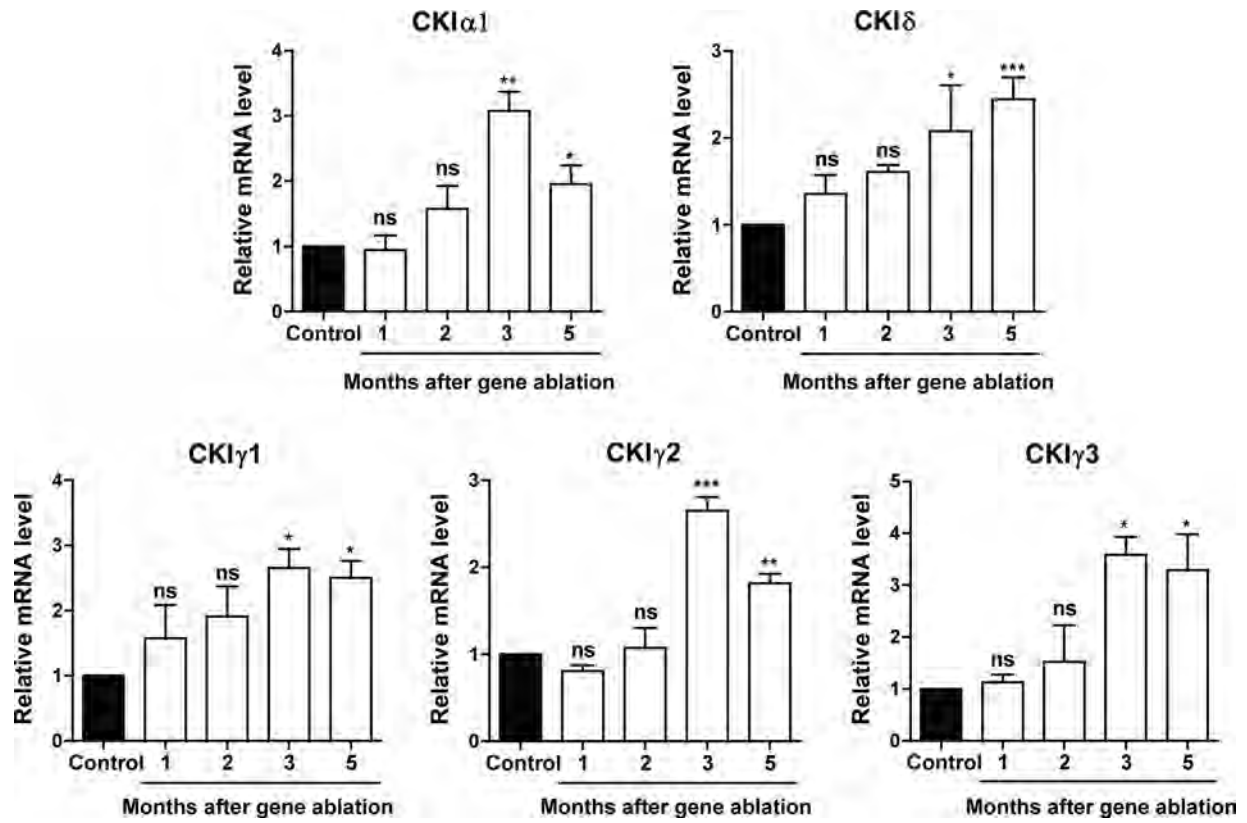 CKIα1
Relative mRNA level
4
3
2
1
0
ns
ns
**
*
Control 1 2 3 5
Months after gene ablation
CKIδ
Relative mRNA level
3
2
1
0
ns
ns
*
***
Control 1 2 3 5
Months after gene ablation
CKIγ1
Relative mRNA level
4
3
2
1
0
ns
ns
*
*
Control 1 2 3 5
Months after gene ablation
CKIγ2
Relative mRNA level
3
2
1
0
ns
ns
***
**
Control 1 2 3 5
Months after gene ablation
CKIγ3
Relative mRNA level
5
4
3
2
1
0
ns
ns
*
*
Control 1 2 3 5
Months after gene ablation